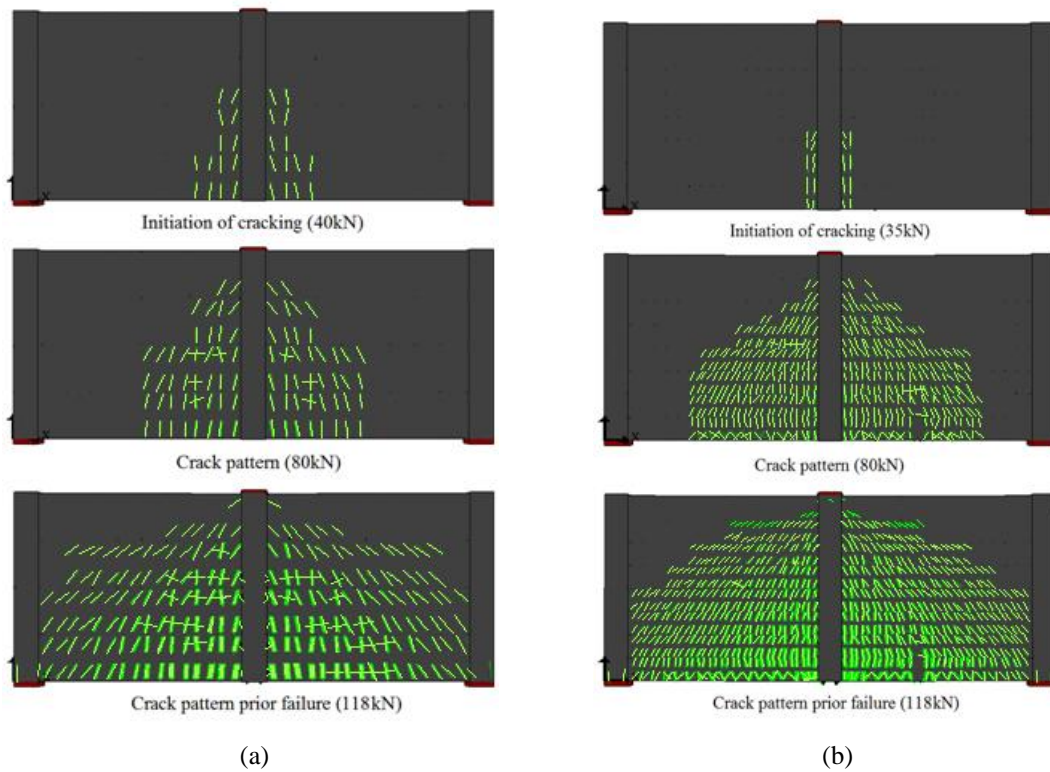 Initiation of cracking (40kN)
Crack pattern (80kN)
Crack pattern prior failure (118kN)
(a)
Initiation of cracking (35kN)
Crack pattern (80kN)
Crack pattern prior failure (118kN)
(b)